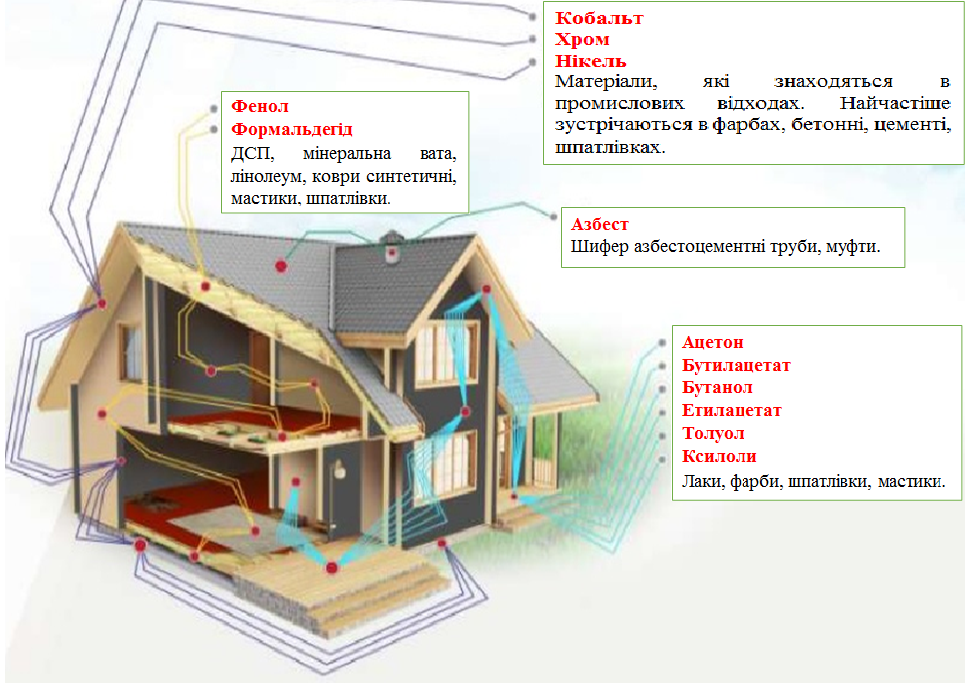 Кобальт
Хром
Нікель
Матеріали, які знаходяться в
промислових відходах. Найчастіше
зустрічаються в фарбах, бетонні, цементі,
шпатлівках.
Фенол
Формальдегід
ДСП, мінеральна вата,
лінолеум, коври синтетичні,
мастики, шпатлівки.
Азбест
Шифер азбестоцементні труби, муфти.
Ацетон
Бутилацетат
Бутанол
Етилацетат
Толуол
Ксилоли
Лаки, фарби, шпатлівки, мастики.